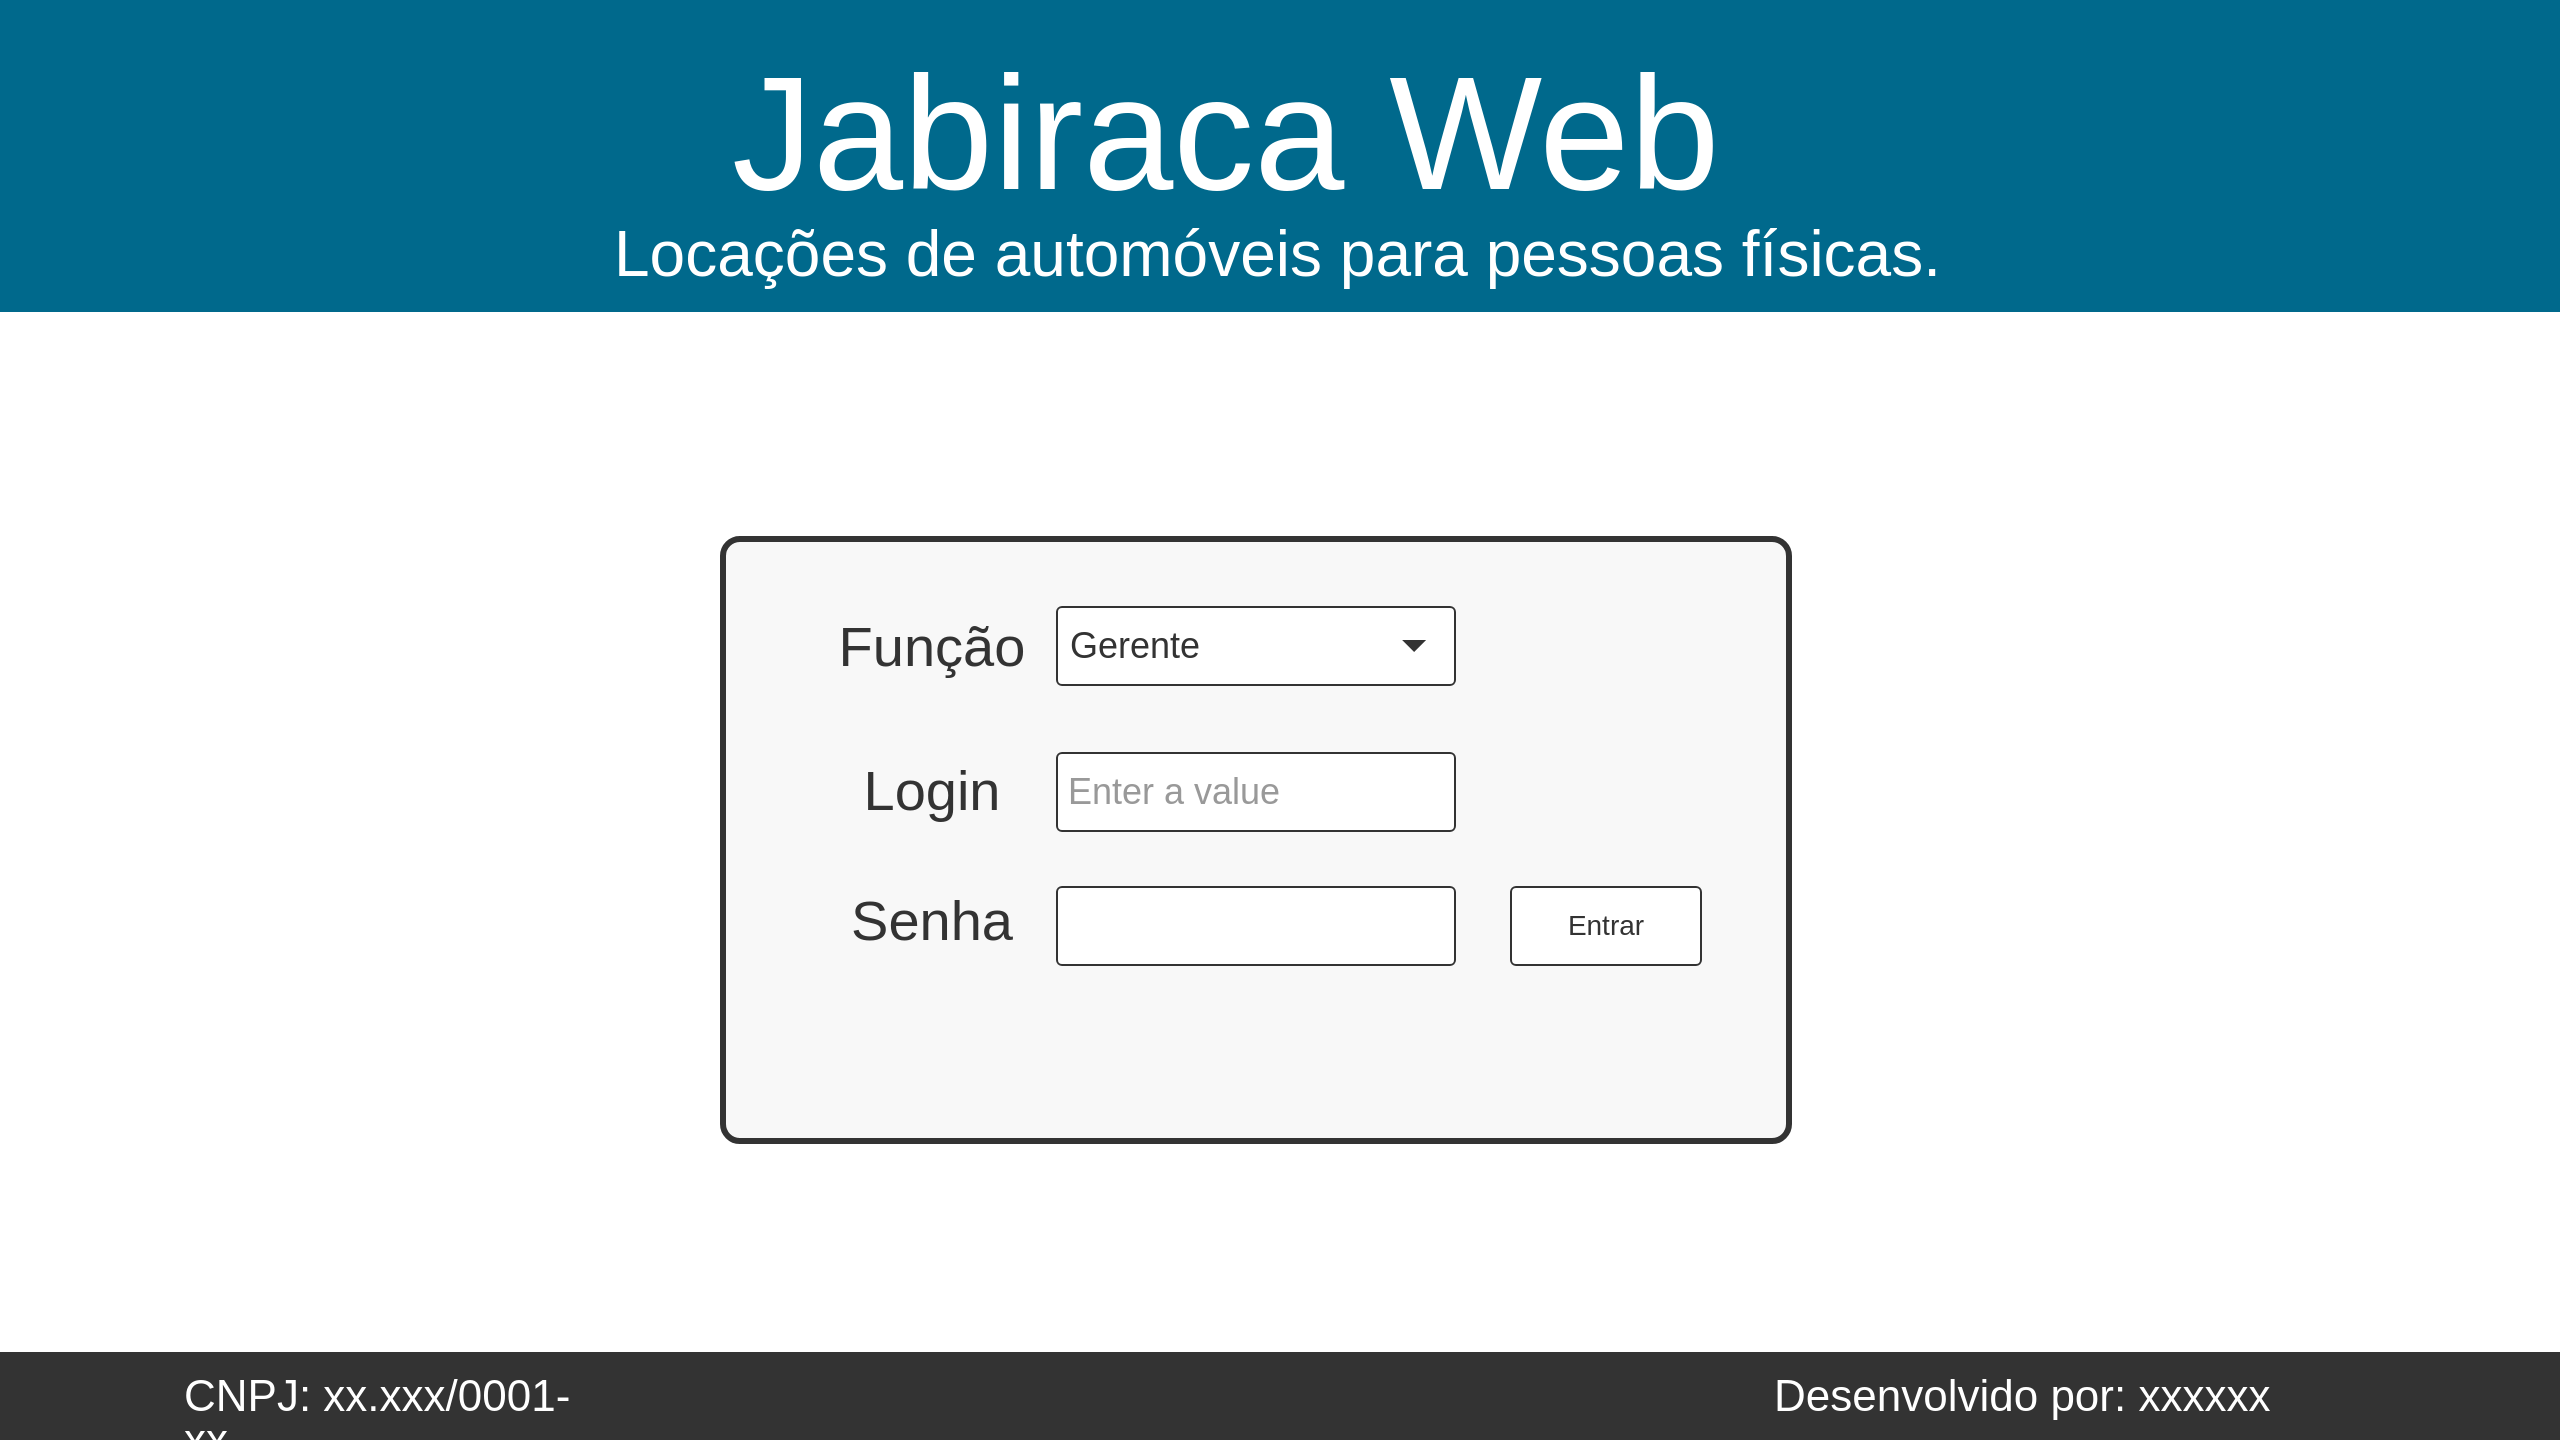 Jabiraca Web
Locações de automóveis para pessoas físicas.
Função
Gerente
Login
Enter a value
Senha
Entrar
CNPJ: xx.xxx/0001-
xx
Desenvolvido por: xxxxxx